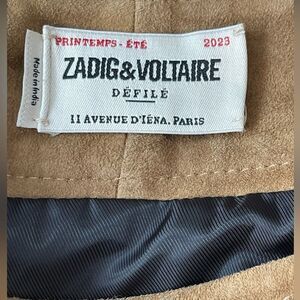 PRINTEMPS - ÉTÉ 2023
ZADIG&VOLTAIRE
DÉFILÉ
11 AVENUE D'IÉNA. PARIS
Made in India